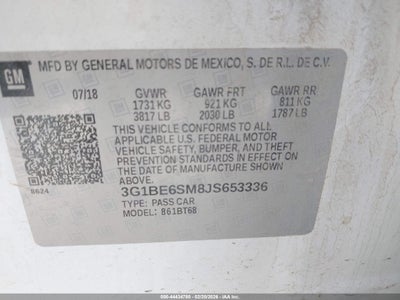 GM
MFD BY GENERAL MOTORS DE MEXICO, S. DE R.L. DE C.V.
07/18 GVWR GAWR FRT GAWR RR
1731 KG 921 KG 811 KG
3817 LB 2030 LB 1787 LB
THIS VEHICLE CONFORMS TO ALL
APPLICABLE U.S. FEDERAL MOTOR
VEHICLE SAFETY, BUMPER, AND THEFT
PREVENTION STANDARDS IN EFFECT ON
THE DATE OF MANUFACTURE SHOWN ABOVE.
8624 3G1BE6SM8JS653336
TYPE: PASS CAR
MODEL: 861BT68